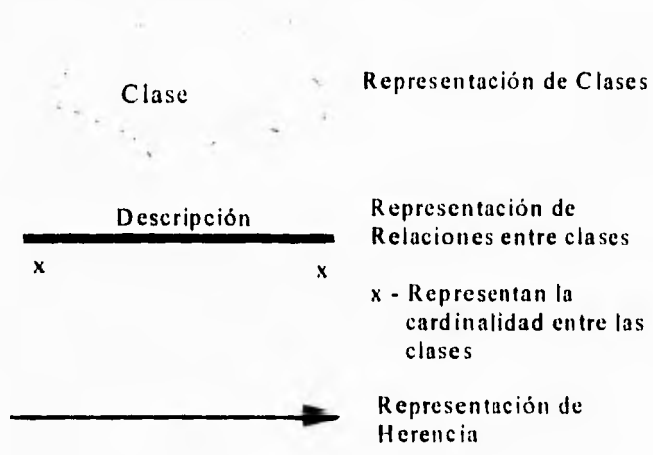 Clase
Representación de Clases
Descripción
Representación de
Relaciones entre clases
x
x
x - Representan la
cardinalidad entre las
clases
Representación de
Herencia